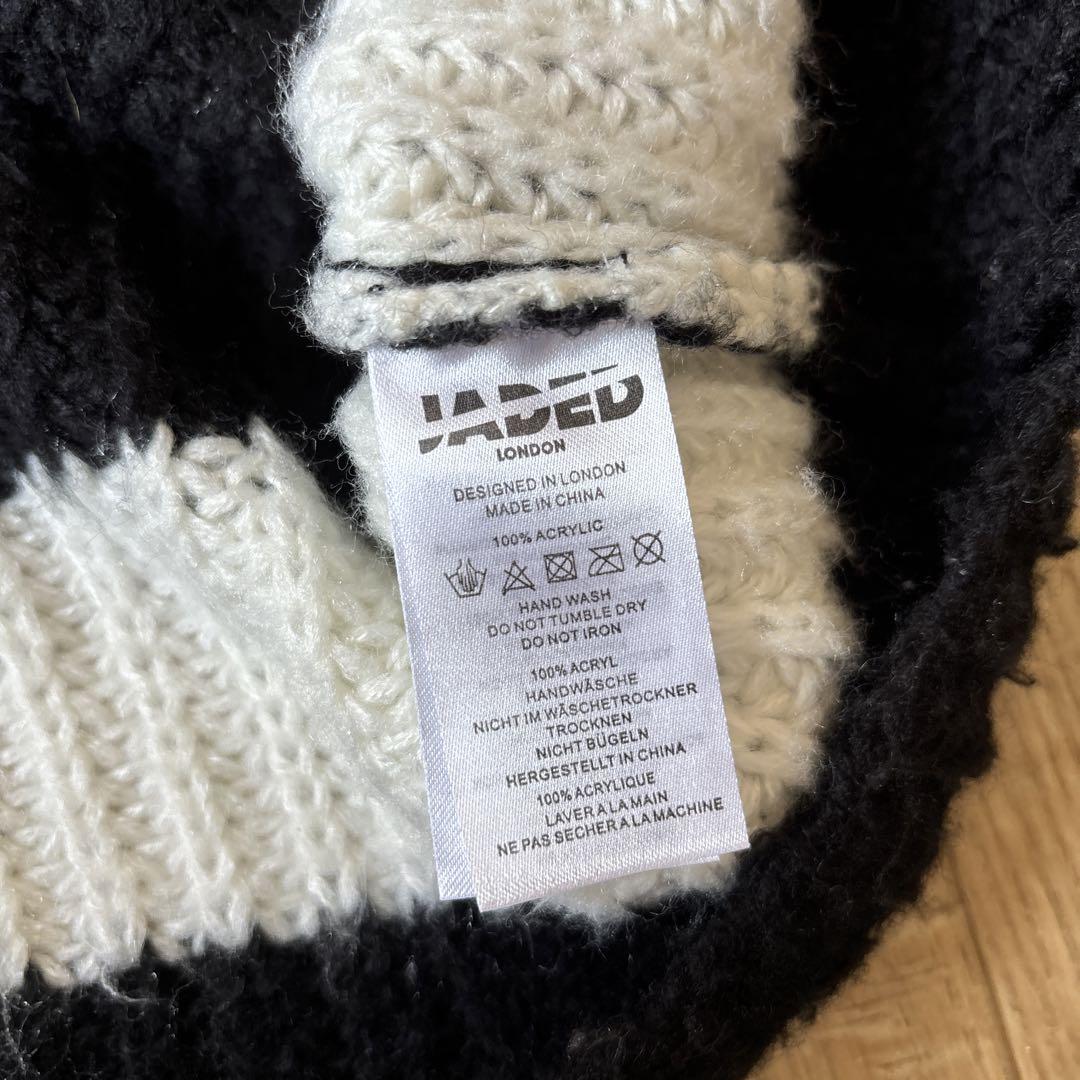 JADED
LONDON
DESIGNED IN LONDON
MADE IN CHINA
100% ACRYLIC
HAND WASH
DO NOT TUMBLE DRY
DO NOT IRON
100% ACRYL
HANDWÄSCHE
NICHT IM WÄSCHETROCKNER
TROCKNEN
NICHT BÜGELN
HERGESTELLT IN CHINA
100% ACRYLIQUE
LAVER A LA MAIN
NE PAS SECHER A LA MACHINE